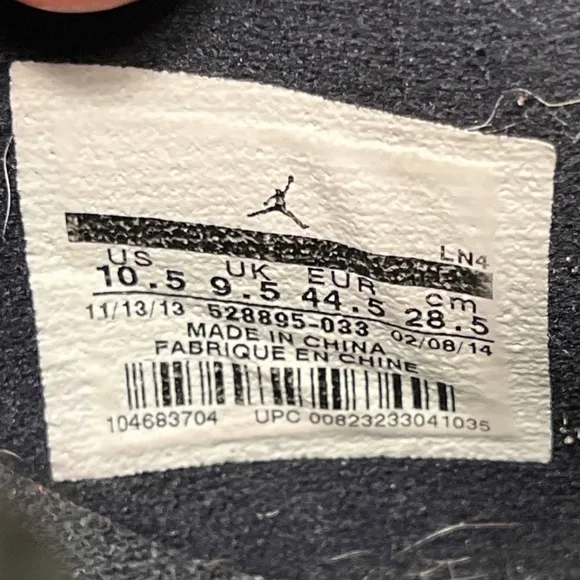 LN4
US UK EUR cm
10.5 9.5 44.5 28.5
11/13/13 528895-033 02/08/14
MADE IN CHINA
FABRIQUE EN CHINE
104683704 UPC 00823233041035